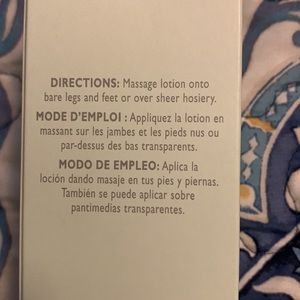 DIRECTIONS: Massage lotion onto
bare legs and feet or over sheer hosiery.
MODE D'EMPLOI : Appliquez la lotion en
massant sur les jambes et les pieds nus ou
par-dessus des bas transparents.
MODO DE EMPLEO: Aplica la
loción dando masaje en tus pies y piernas.
También se puede aplicar sobre
pantimedias transparentes.